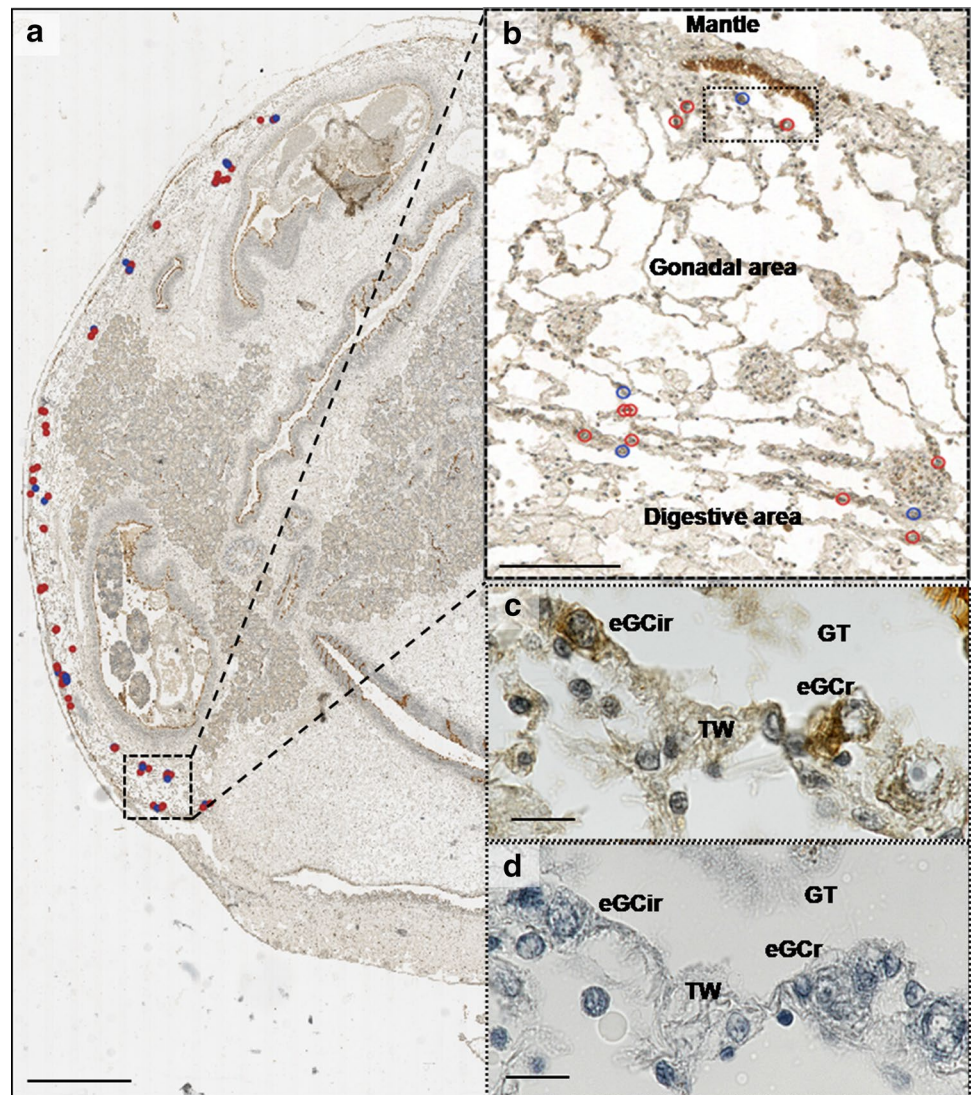 a
b
Mantle
Gonadal area
Digestive area
c
eGCir
GT
eGCr
TW
d
eGCir
GT
eGCr
TW